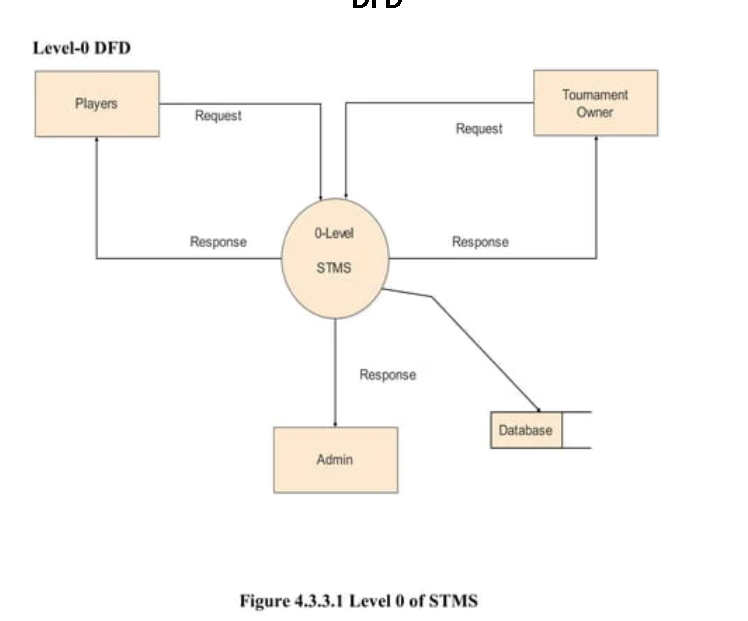 DFD
Level-0 DFD
Players
Request
Tournament
Owner
Request
0-Level
STMS
Response
Response
Response
Database
Admin
Figure 4.3.3.1 Level 0 of STMS